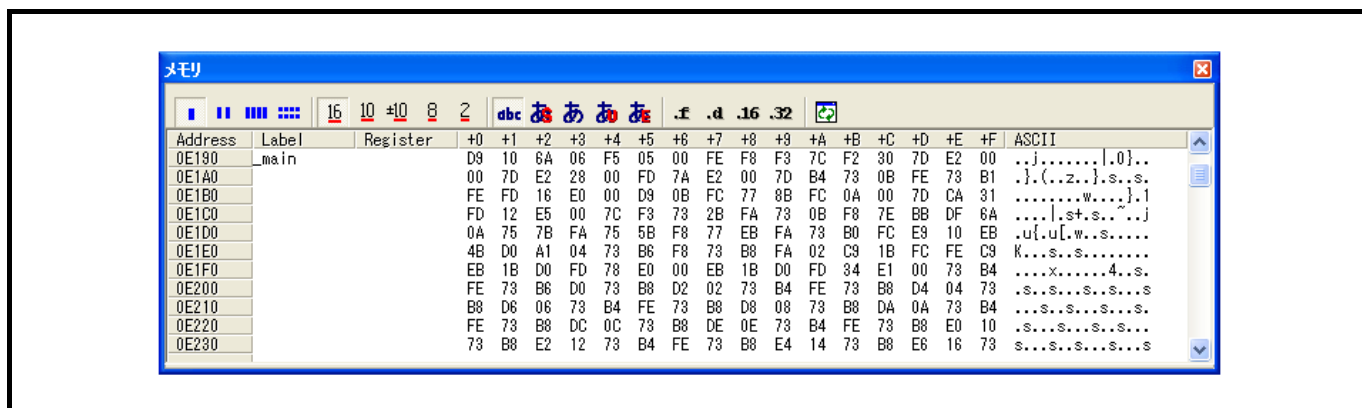 メモリ
16 10 ±10 8 2 abc あS あ あU あE .f .d .16 .32
Address Label Register +0 +1 +2 +3 +4 +5 +6 +7 +8 +9 +A +B +C +D +E +F ASCII
0E190 _main D9 10 6A 06 F5 05 00 FE F8 F3 7C F2 30 7D E2 00 ..j.......|.0}..
0E1A0 00 7D E2 28 00 FD 7A E2 00 7D B4 73 0B FE 73 B1 .}.(..z..}.s..s.
0E1B0 FE FD 16 E0 00 D9 0B FC 77 8B FC 0A 00 7D CA 31 ........w....}.1
0E1C0 FD 12 E5 00 7C F3 73 2B FA 73 0B F8 7E BB DF 6A ....|.s+.s..~..j
0E1D0 0A 75 7B FA 75 5B F8 77 EB FA 73 B0 FC E9 10 EB .u{.u[.w..s.....
0E1E0 4B D0 A1 04 73 B6 F8 73 B8 FA 02 C9 1B FC FE C9 K...s..s........
0E1F0 EB 1B D0 FD 78 E0 00 EB 1B D0 FD 34 E1 00 73 B4 ....x......4..s.
0E200 FE 73 B6 D0 73 B8 D2 02 73 B4 FE 73 B8 D4 04 73 .s..s...s..s...s
0E210 B8 D6 06 73 B4 FE 73 B8 D8 08 73 B8 DA 0A 73 B4 ...s..s...s...s.
0E220 FE 73 B8 DC 0C 73 B8 DE 0E 73 B4 FE 73 B8 E0 10 .s...s...s..s...
0E230 73 B8 E2 12 73 B4 FE 73 B8 E4 14 73 B8 E6 16 73 s...s..s...s...s